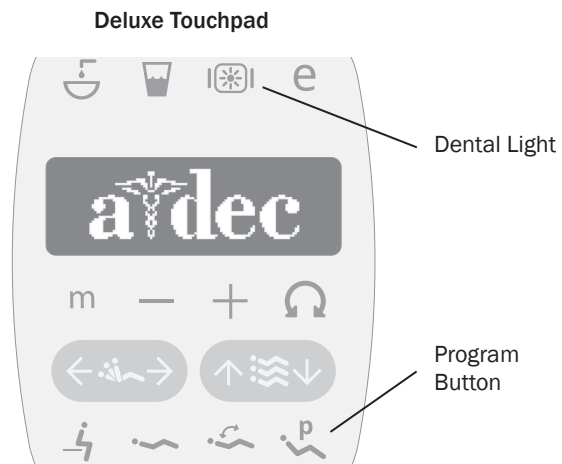 Deluxe Touchpad
e
Dental Light
a dec
m
Program
Button
p